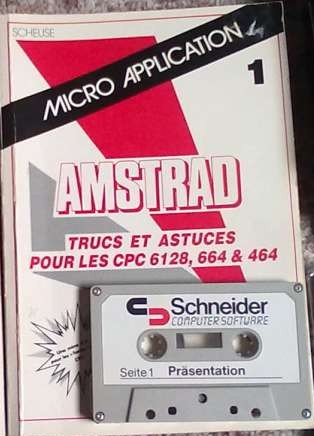 SCHEUSE
MICRO APPLICATION
1
AMSTRAD
TRUCS ET ASTUCES
POUR LES CPC 6128, 664 & 464
Schneider
COMPUTER SOFTWARE
Seite 1 Präsentation